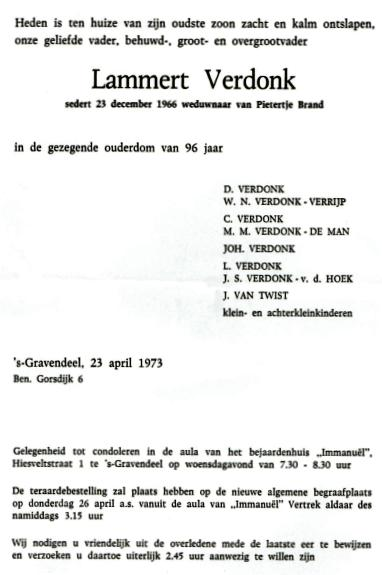 Heden is ten huize van zijn oudste zoon zacht en kalm ontslapen,
onze geliefde vader, behuwd-, groot- en overgrootvader
Lammert Verdonk
sedert 23 december 1966 weduwnaar van Pietertje Brand
in de gezegende ouderdom van 96 jaar
D. VERDONK
W. N. VERDONK - VERRIJP
C. VERDONK
M. M. VERDONK - DE MAN
JOH. VERDONK
L. VERDONK
J. S. VERDONK - v. d. HOEK
J. VAN TWIST
klein- en achterkleinkinderen
's-Gravendeel, 23 april 1973
Ben. Gorsdijk 6
Gelegenheid tot condoleren in de aula van het bejaardenhuis „Immanuël”,
Hiesveltstraat 1 te 's-Gravendeel op woensdagavond van 7.30 - 8.30 uur
De teraardebestelling zal plaats hebben op de nieuwe algemene begraafplaats
op donderdag 26 april a.s. vanuit de aula van „Immanuël” Vertrek aldaar des
namiddags 3.15 uur
Wij nodigen u vriendelijk uit de overledene mede de laatste eer te bewijzen
en verzoeken u daartoe uiterlijk 2.45 uur aanwezig te willen zijn